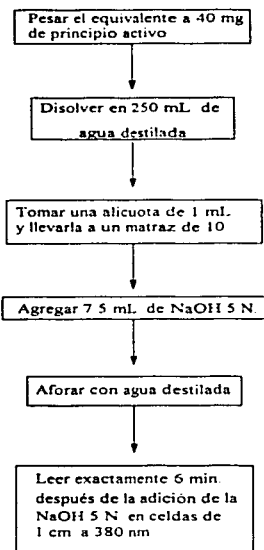 Pesar el equivalente a 40 mg
de principio activo
Disolver en 250 mL de
agua destilada
Tomar una alicuota de 1 mL
y llevarla a un matraz de 10
Agregar 7 5 mL de NaOH 5 N
Aforar con agua destilada
Leer exactamente 6 min.
después de la adición de la
NaOH 5 N en celdas de
1 cm a 380 nm